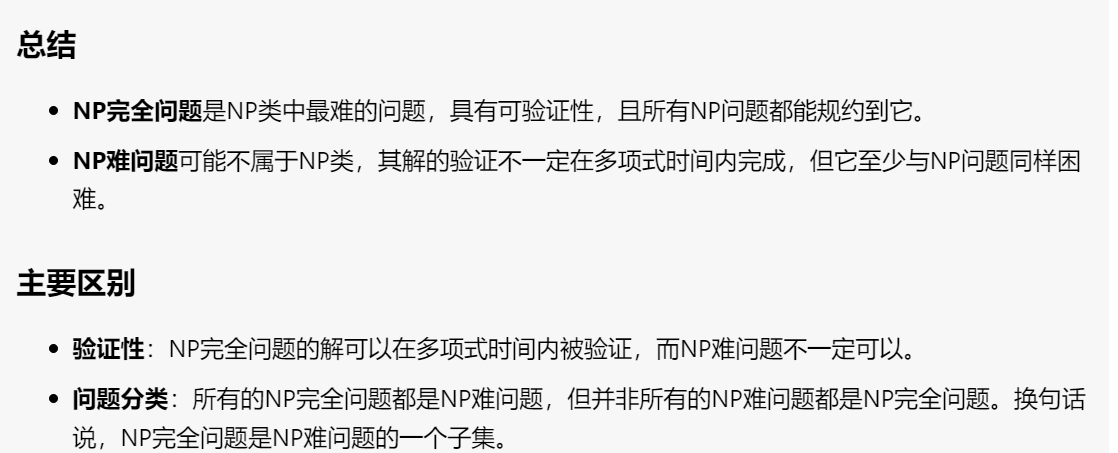 总结
NP完全问题是NP类中最难的问题，具有可验证性，且所有NP问题都能规约到它。
NP难问题可能不属于NP类，其解的验证不一定在多项式时间内完成，但它至少与NP问题同样困
难。
主要区别
验证性：NP完全问题的解可以在多项式时间内被验证，而NP难问题不一定可以。
问题分类：所有的NP完全问题都是NP难问题，但并非所有的NP难问题都是NP完全问题。换句话
说，NP完全问题是NP难问题的一个子集。